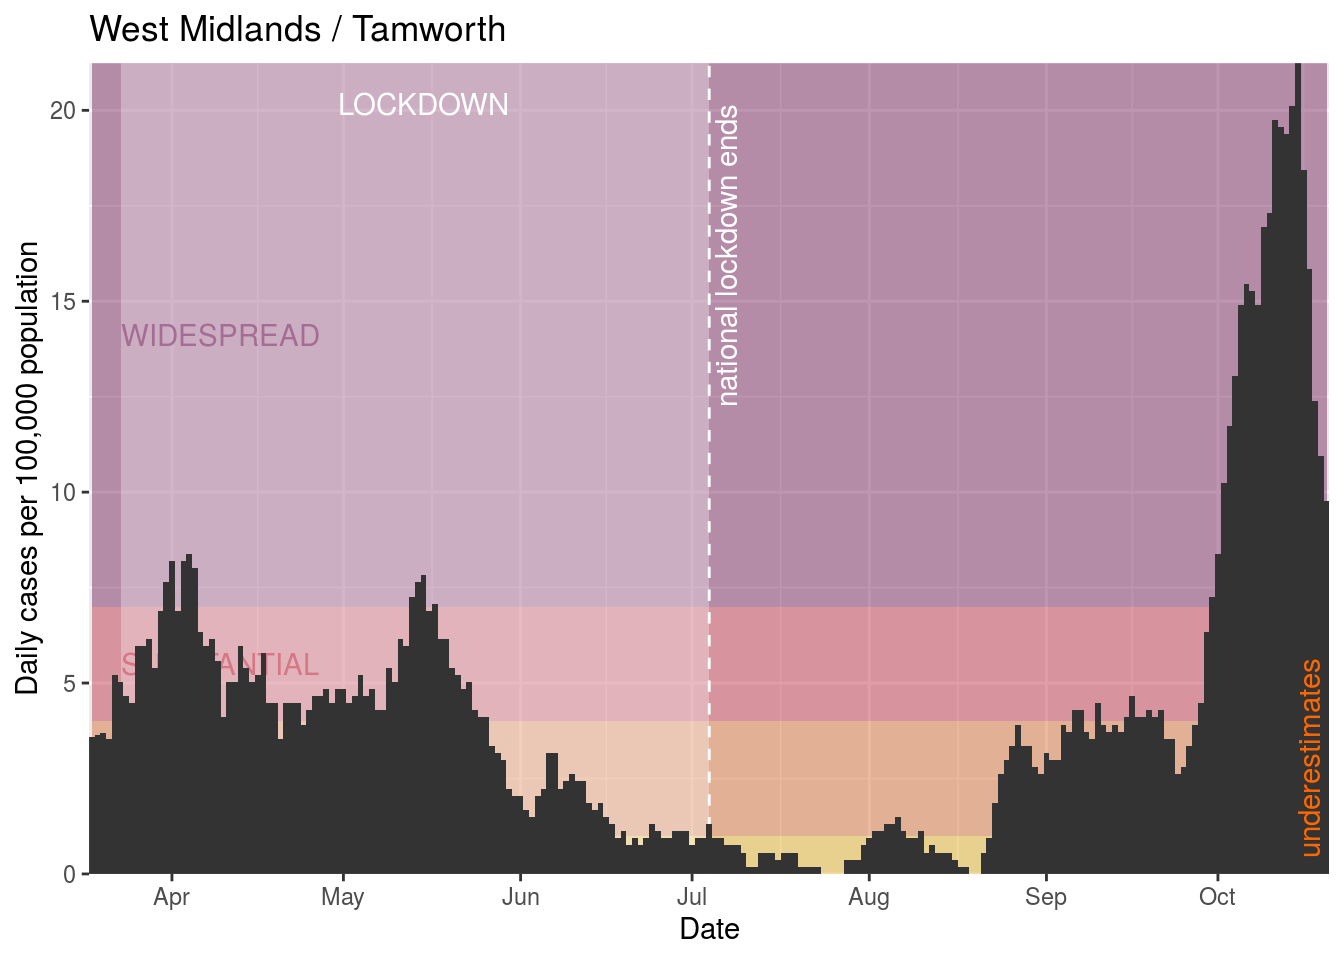 West Midlands / Tamworth
Daily cases per 100,000 population
20
15
10
5
0
LOCKDOWN
WIDESPREAD
SUBSTANTIAL
national lockdown ends
underestimates
Apr
May
Jun
Jul
Aug
Sep
Oct
Date